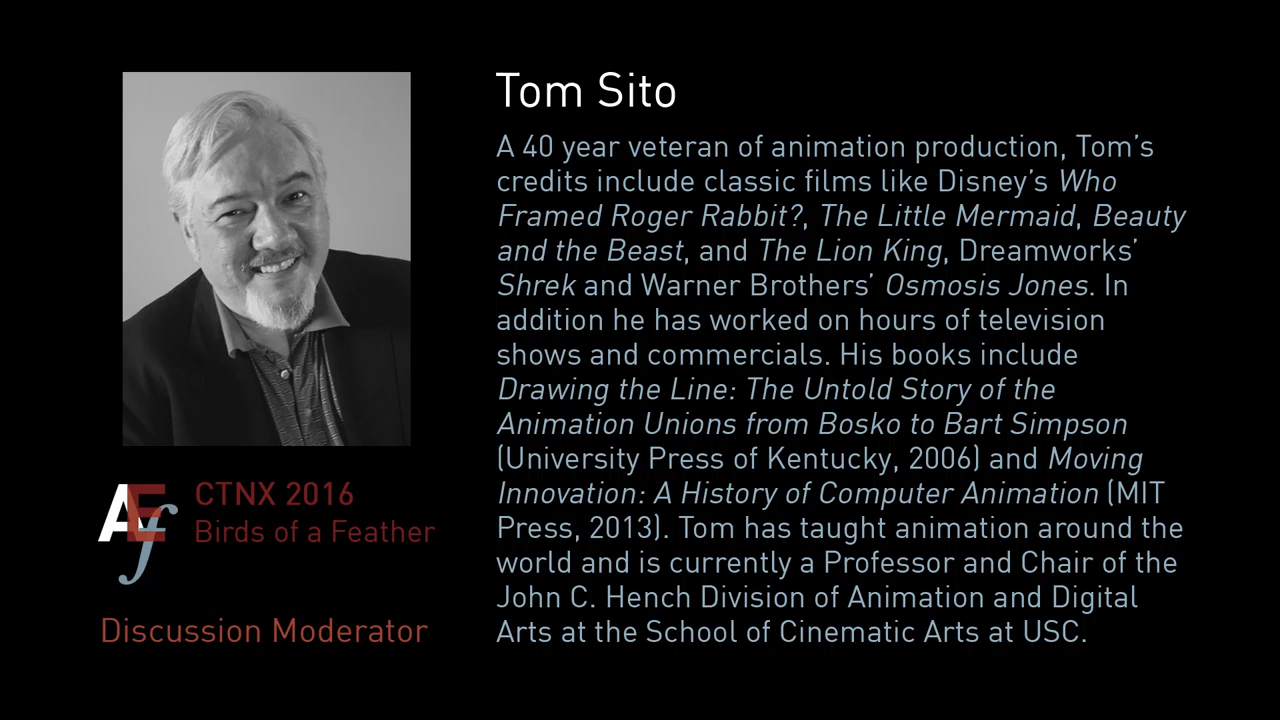 Tom Sito
A 40 year veteran of animation production, Tom’s
credits include classic films like Disney’s Who
Framed Roger Rabbit?, The Little Mermaid, Beauty
and the Beast, and The Lion King, Dreamworks’
Shrek and Warner Brothers’ Osmosis Jones. In
addition he has worked on hours of television
shows and commercials. His books include
Drawing the Line: The Untold Story of the
Animation Unions from Bosko to Bart Simpson
(University Press of Kentucky, 2006) and Moving
Innovation: A History of Computer Animation (MIT
Press, 2013). Tom has taught animation around the
world and is currently a Professor and Chair of the
John C. Hench Division of Animation and Digital
Arts at the School of Cinematic Arts at USC.
AEf
CTNX 2016
Birds of a Feather
Discussion Moderator